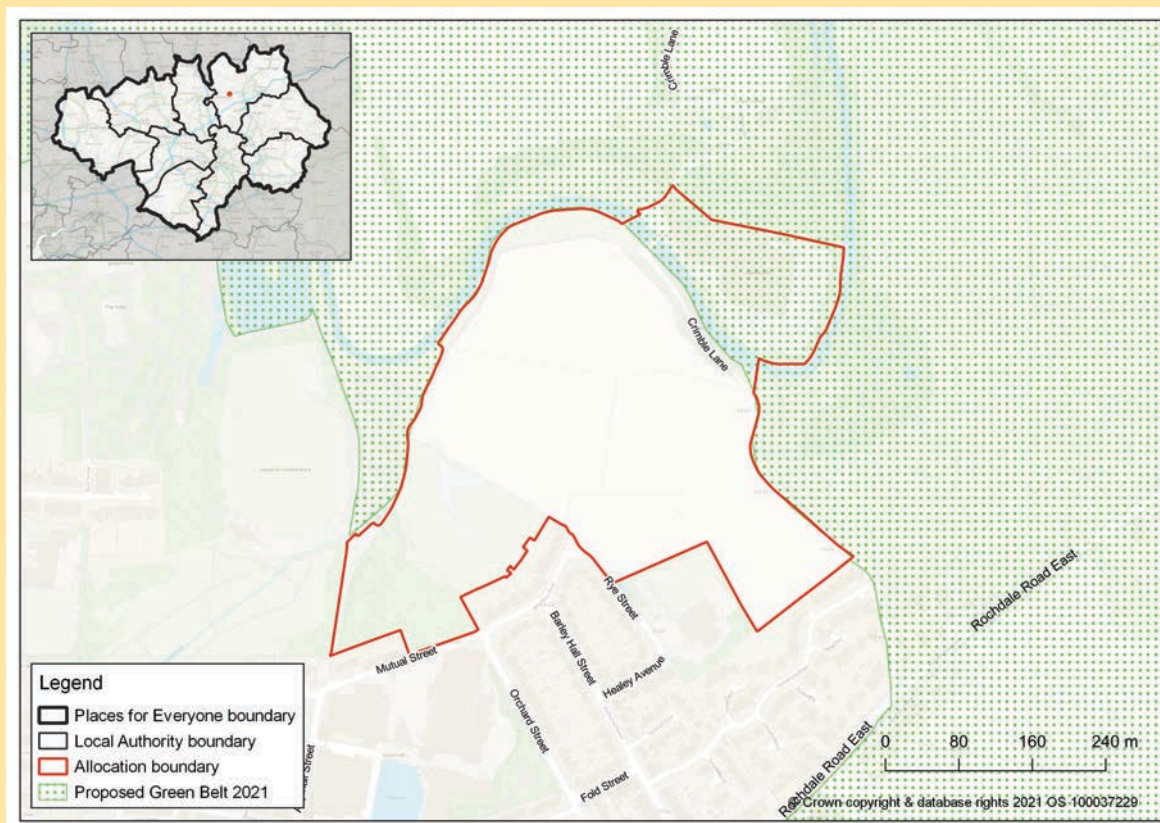 Crimble Lane
Crimble Lane
Rochdale Road East
Rye Street
Barley Hall Street
Mutual Street
Healey Avenue
Orchard Street
Fold Street
Rochdale Road East
Legend
Places for Everyone boundary
Local Authority boundary
Allocation boundary
Proposed Green Belt 2021
0 80 160 240 m
© Crown copyright & database rights 2021 OS 100037229